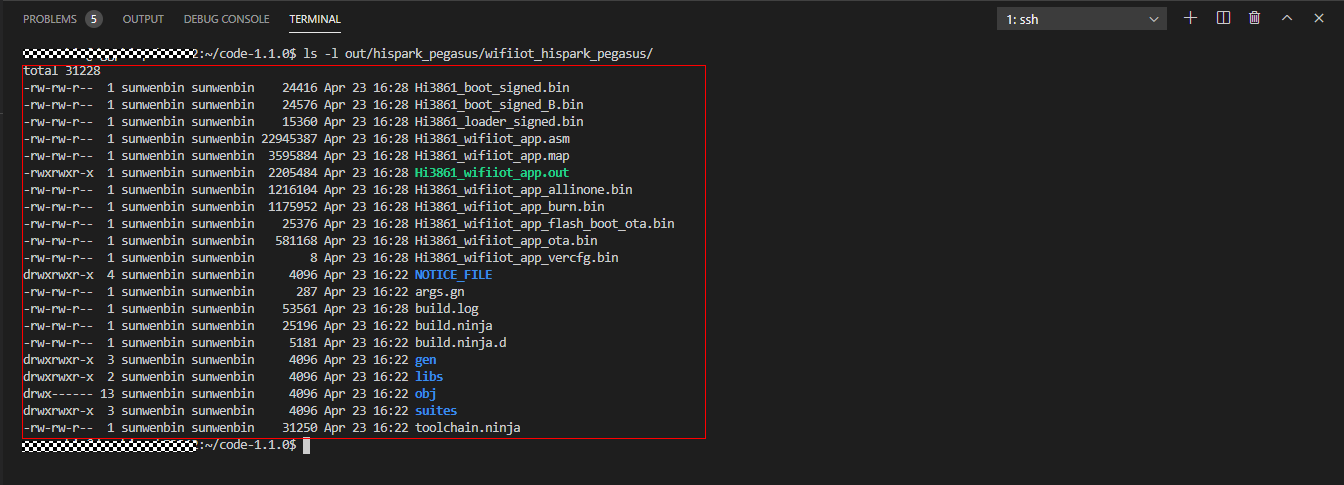 PROBLEMS 5 OUTPUT DEBUG CONSOLE TERMINAL 1: ssh
2:~/code-1.1.0$ ls -l out/hispark_pegasus/wifiiot_hispark_pegasus/
total 31228
-rw-rw-r-- 1 sunwenbin sunwenbin 24416 Apr 23 16:28 Hi3861_boot_signed.bin
-rw-rw-r-- 1 sunwenbin sunwenbin 24576 Apr 23 16:28 Hi3861_boot_signed_B.bin
-rw-rw-r-- 1 sunwenbin sunwenbin 15360 Apr 23 16:28 Hi3861_loader_signed.bin
-rw-rw-r-- 1 sunwenbin sunwenbin 22945387 Apr 23 16:28 Hi3861_wifiiot_app.asm
-rw-rw-r-- 1 sunwenbin sunwenbin 3595884 Apr 23 16:28 Hi3861_wifiiot_app.map
-rwxrwxr-x 1 sunwenbin sunwenbin 2205484 Apr 23 16:28 Hi3861_wifiiot_app.out
-rw-rw-r-- 1 sunwenbin sunwenbin 1216104 Apr 23 16:28 Hi3861_wifiiot_app_allinone.bin
-rw-rw-r-- 1 sunwenbin sunwenbin 1175952 Apr 23 16:28 Hi3861_wifiiot_app_burn.bin
-rw-rw-r-- 1 sunwenbin sunwenbin 25376 Apr 23 16:28 Hi3861_wifiiot_app_flash_boot_ota.bin
-rw-rw-r-- 1 sunwenbin sunwenbin 581168 Apr 23 16:28 Hi3861_wifiiot_app_ota.bin
-rw-rw-r-- 1 sunwenbin sunwenbin 8 Apr 23 16:28 Hi3861_wifiiot_app_vercfg.bin
drwxrwxr-x 4 sunwenbin sunwenbin 4096 Apr 23 16:22 NOTICE_FILE
-rw-rw-r-- 1 sunwenbin sunwenbin 287 Apr 23 16:22 args.gn
-rw-rw-r-- 1 sunwenbin sunwenbin 53561 Apr 23 16:28 build.log
-rw-rw-r-- 1 sunwenbin sunwenbin 25196 Apr 23 16:22 build.ninja
-rw-rw-r-- 1 sunwenbin sunwenbin 5181 Apr 23 16:22 build.ninja.d
drwxrwxr-x 3 sunwenbin sunwenbin 4096 Apr 23 16:22 gen
drwxrwxr-x 2 sunwenbin sunwenbin 4096 Apr 23 16:22 libs
drwx------ 13 sunwenbin sunwenbin 4096 Apr 23 16:22 obj
drwxrwxr-x 3 sunwenbin sunwenbin 4096 Apr 23 16:22 suites
-rw-rw-r-- 1 sunwenbin sunwenbin 31250 Apr 23 16:22 toolchain.ninja
:~/code-1.1.0$